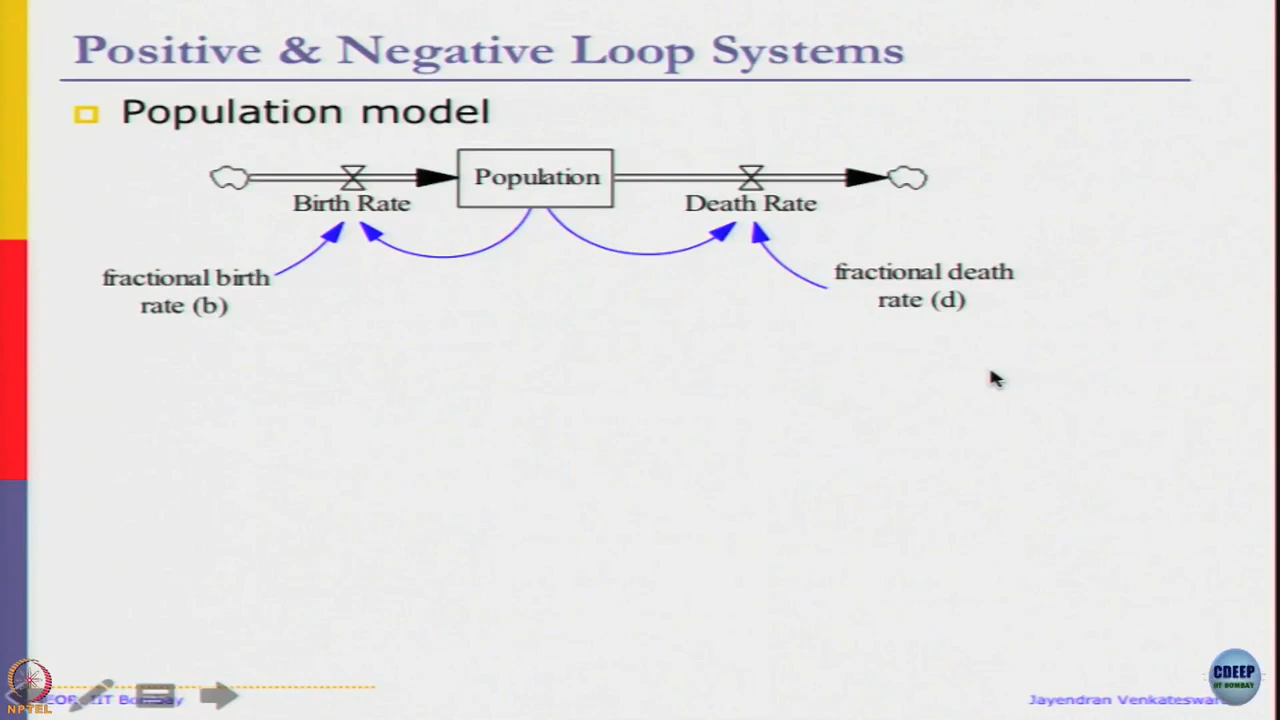 Positive & Negative Loop Systems
Population model
Population
Birth Rate
Death Rate
fractional birth
rate (b)
fractional death
rate (d)
CDEEP
IIT BOMBAY
NPTEL
Bombay
Jayendran